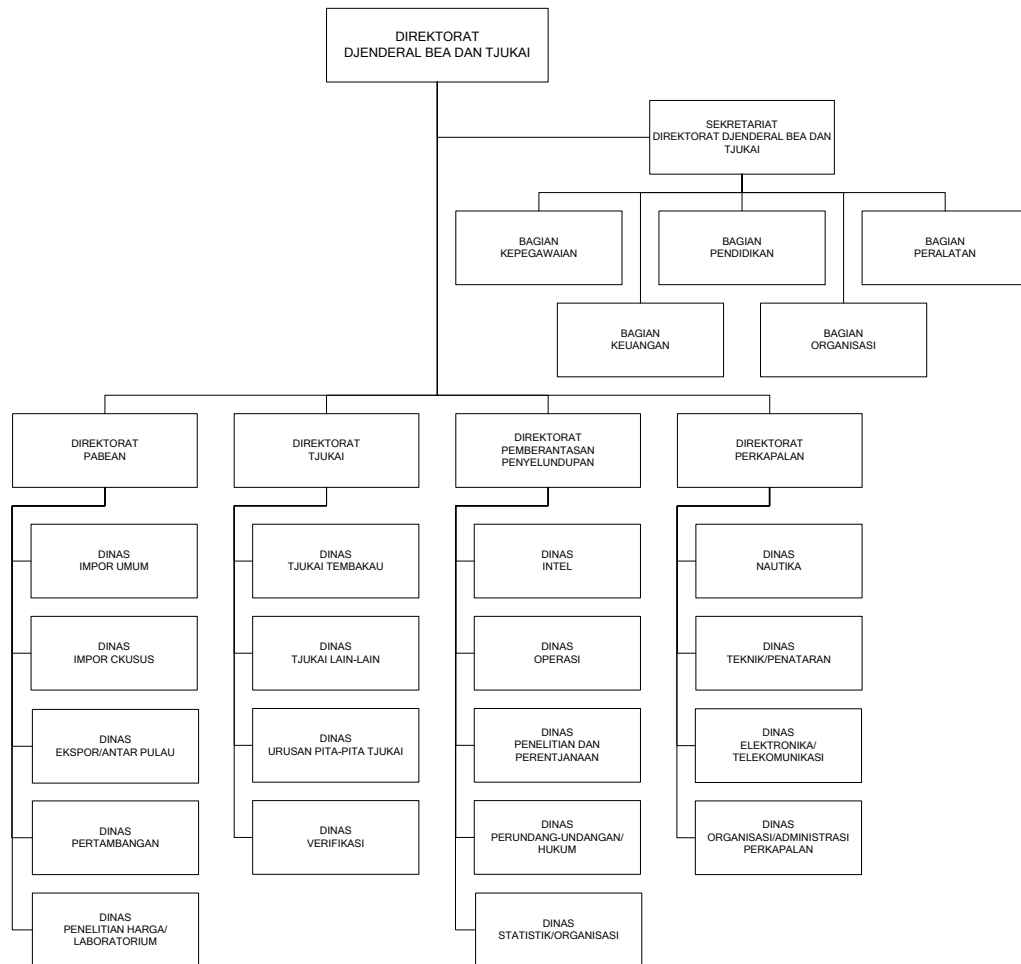 DIREKTORAT
DJENDERAL BEA DAN TJUKAI
SEKRETARIAT
DIREKTORAT DJENDERAL BEA DAN
TJUKAI
BAGIAN
KEPEGAWAIAN
BAGIAN
PENDIDIKAN
BAGIAN
PERALATAN
BAGIAN
KEUANGAN
BAGIAN
ORGANISASI
DIREKTORAT
PABEAN
DIREKTORAT
TJUKAI
DIREKTORAT
PEMBERANTASAN
PENYELUNDUPAN
DIREKTORAT
PERKAPALAN
DINAS
IMPOR UMUM
DINAS
TJUKAI TEMBAKAU
DINAS
INTEL
DINAS
NAUTIKA
DINAS
IMPOR CKUSUS
DINAS
TJUKAI LAIN-LAIN
DINAS
OPERASI
DINAS
TEKNIK/PENATARAN
DINAS
EKSPOR/ANTAR PULAU
DINAS
URUSAN PITA-PITA TJUKAI
DINAS
PENELITIAN DAN
PERENTJANAAN
DINAS
ELEKTRONIKA/
TELEKOMUNIKASI
DINAS
PERTAMBANGAN
DINAS
VERIFIKASI
DINAS
PERUNDANG-UNDANGAN/
HUKUM
DINAS
ORGANISASI/ADMINISTRASI
PERKAPALAN
DINAS
PENELITIAN HARGA/
LABORATORIUM
DINAS
STATISTIK/ORGANISASI